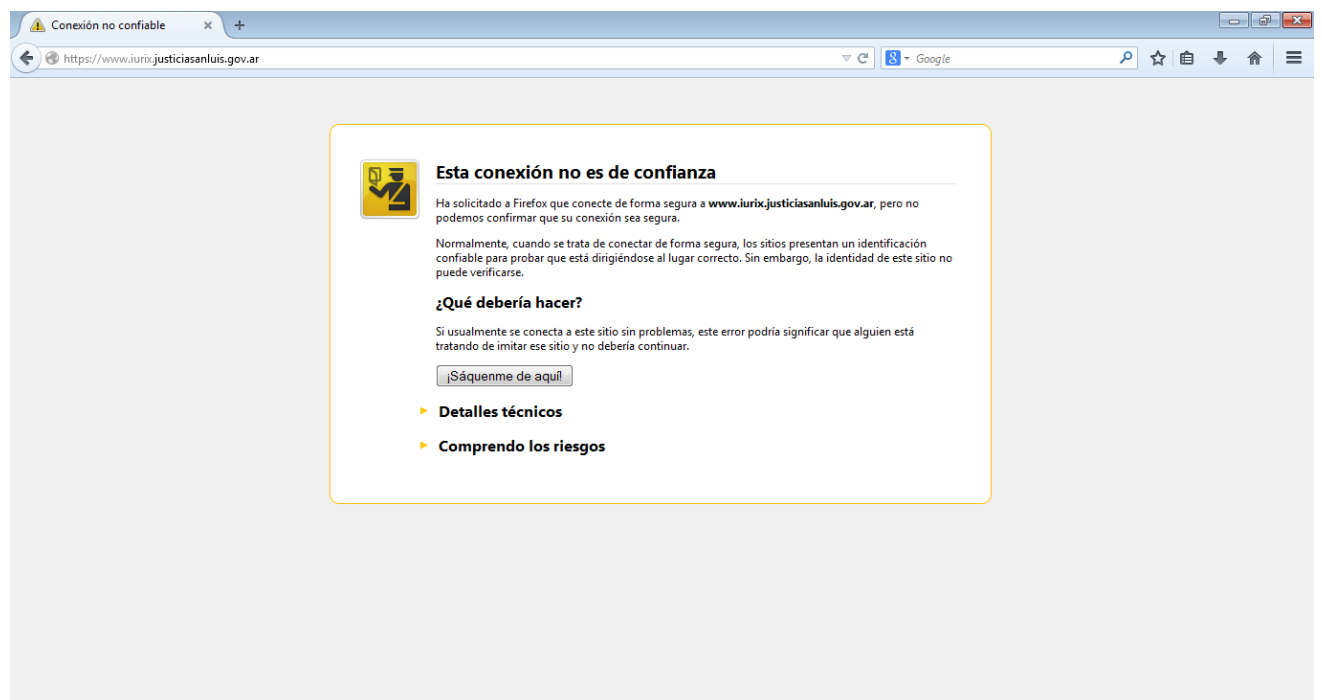 Conexión no confiable
https://www.iurix.justiciasanluis.gov.ar
Google
Esta conexión no es de confianza
Ha solicitado a Firefox que conecte de forma segura a www.iurix.justiciasanluis.gov.ar, pero no
podemos confirmar que su conexión sea segura.
Normalmente, cuando se trata de conectar de forma segura, los sitios presentan un identificación
confiable para probar que está dirigiéndose al lugar correcto. Sin embargo, la identidad de este sitio no
puede verificarse.
¿Qué debería hacer?
Si usualmente se conecta a este sitio sin problemas, este error podría significar que alguien está
tratando de imitar ese sitio y no debería continuar.
¡Sáquenme de aquí!
Detalles técnicos
Comprendo los riesgos